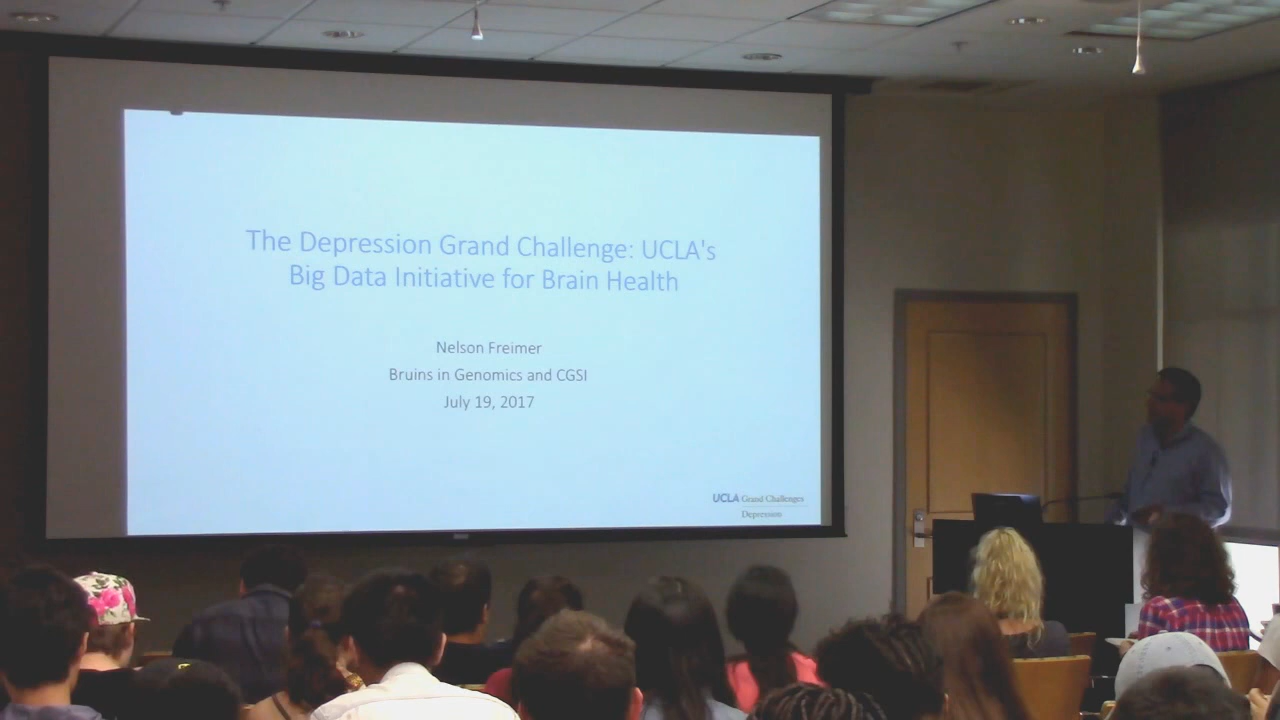 The Depression Grand Challenge: UCLA's
Big Data Initiative for Brain Health
Nelson Freimer
Bruins in Genomics and CGSI
July 19, 2017
UCLA Grand Challenges
Depression